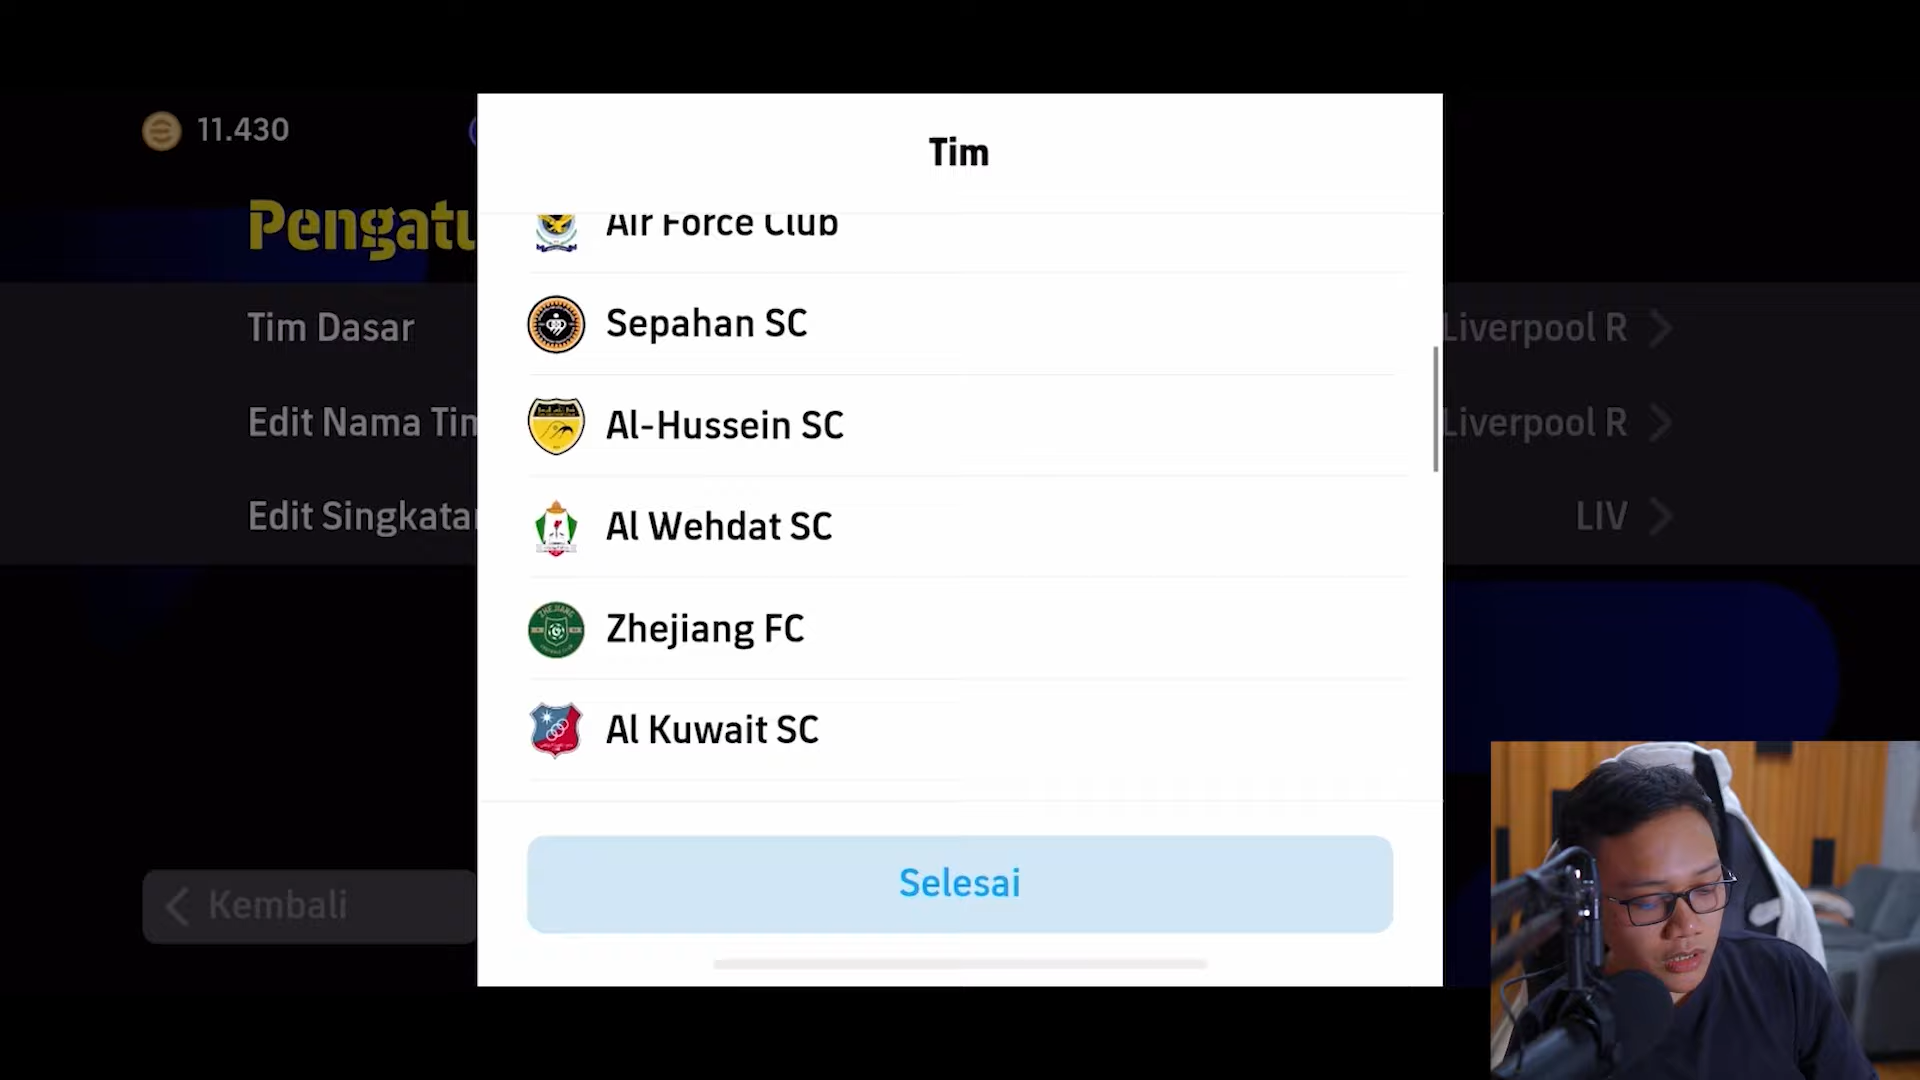 11.430
Tim
Pengatu
Air Force Club
Tim Dasar
Sepahan SC
Liverpool R
Edit Nama Tim
Al-Hussein SC
Liverpool R
Edit Singkatan
Al Wehdat SC
LIV
ZHEJIANG
Zhejiang FC
Al Kuwait SC
Selesai
Kembali